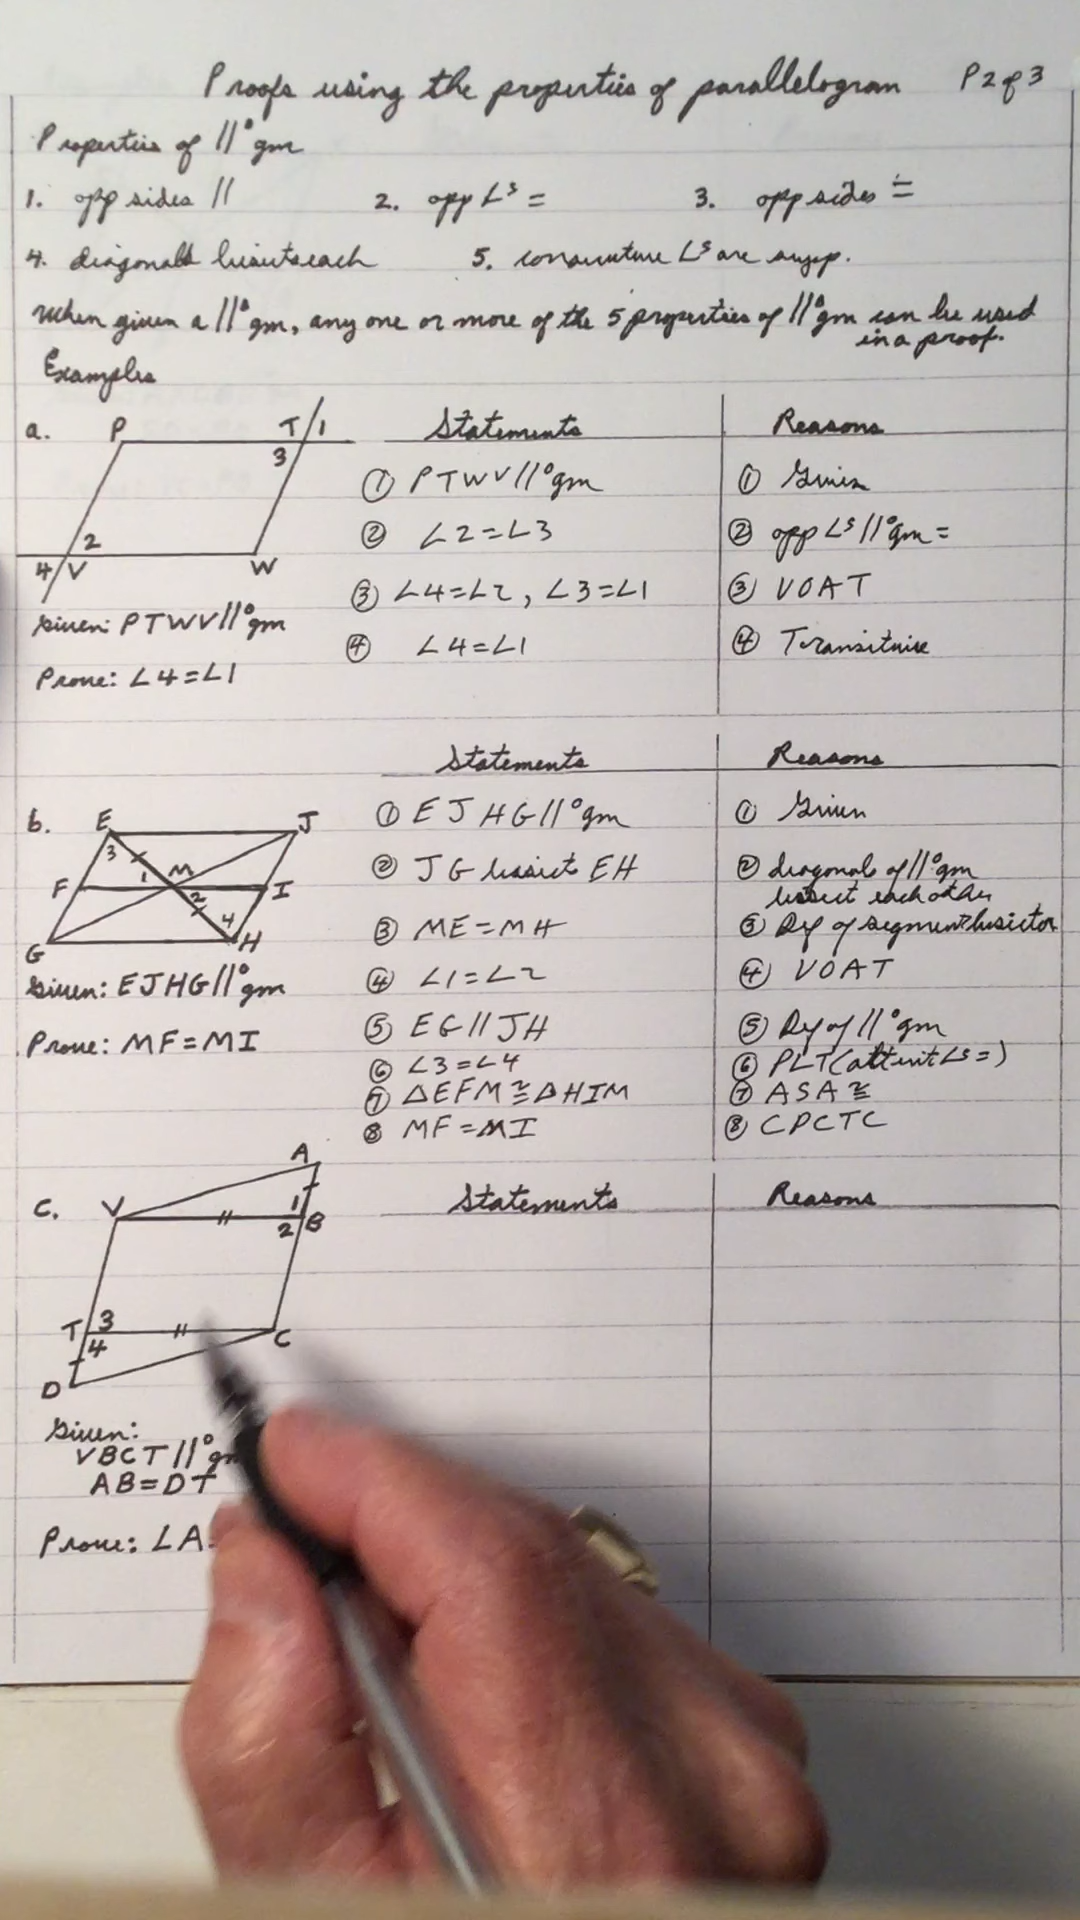 Proofs using the properties of parallelogram P 2 of 3
Properties of ||°gm
1. opp sides || 2. opp ∠s = 3. opp sides =
4. diagonals bisects each 5. consecutive ∠s are supp.
When given a ||°gm, any one or more of the 5 properties of ||°gm can be used
in a proof.
Examples
a. P T 1 3 2 4 V W
Given: PTWV ||°gm
Prove: ∠4=∠1
Statements Reasons
① PTWV ||°gm ① Given
② ∠2=∠3 ② opp ∠s ||°gm =
③ ∠4=∠2, ∠3=∠1 ③ VOAT
④ ∠4=∠1 ④ Transitive
b. E J 3 M F 1 2 I 4 G H
Given: EJHG ||°gm
Prove: MF=MI
Statements Reasons
① EJHG ||°gm ① Given
② JG bisect EH ② diagonals of ||°gm
bisect each other
③ ME=MH ③ Def of segment bisector
④ ∠1=∠2 ④ VOAT
⑤ EG || JH ⑤ Def of ||°gm
⑥ ∠3=∠4 ⑥ PLT (alt int ∠s =)
⑦ △EFM≅△HIM ⑦ ASA≅
⑧ MF=MI ⑧ CPCTC
C. A V 1 2 B T 3 4 C D
Given:
VBCT ||°gm
AB=DT
Prove: ∠A=
Statements Reasons